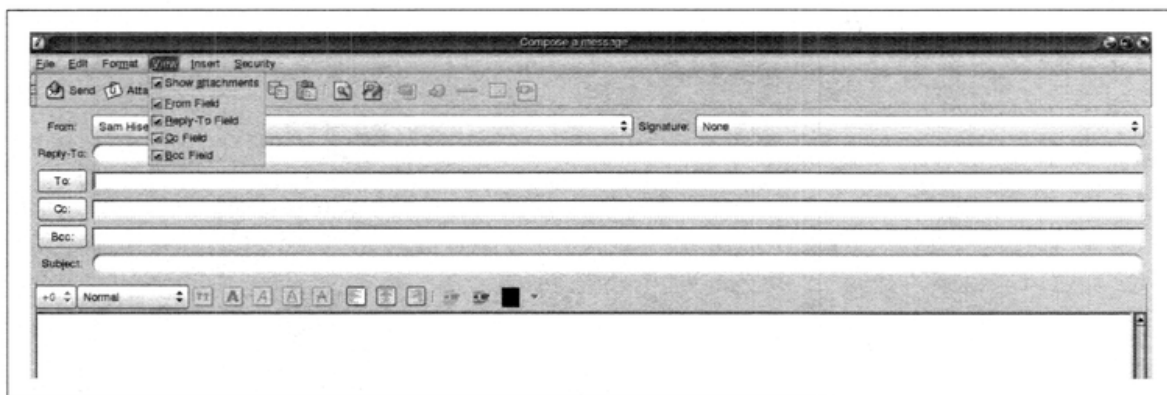 Compose a message
File Edit Format View Insert Security
Send Atta
Show attachments
From Field
Reply-To Field
Cc Field
Bcc Field
From: Sam Hise Signature: None
Reply-To:
To:
Cc:
Bcc:
Subject:
+0 Normal TT A A A A